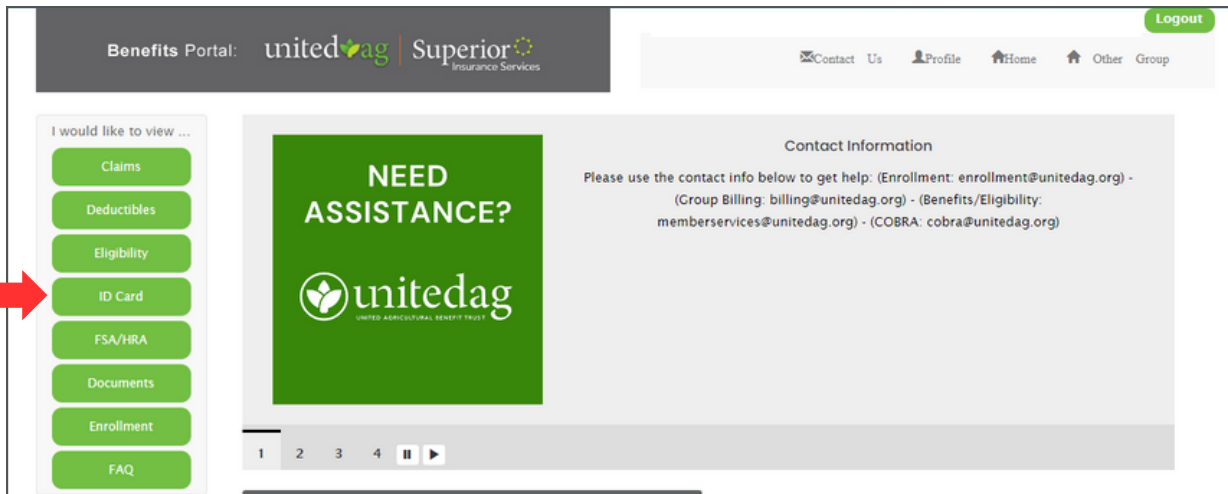 Logout
Benefits Portal: unitedag Superior
Insurance Services
Contact Us Profile Home Other Group
I would like to view ...
Claims
Deductibles
Eligibility
ID Card
FSA/HRA
Documents
Enrollment
FAQ
NEED
ASSISTANCE?
unitedag
UNITED AGRICULTURAL BENEFIT TRUST
Contact Information
Please use the contact info below to get help: (Enrollment: enrollment@unitedag.org) -
(Group Billing: billing@unitedag.org) - (Benefits/Eligibility:
memberservices@unitedag.org) - (COBRA: cobra@unitedag.org)
1 2 3 4